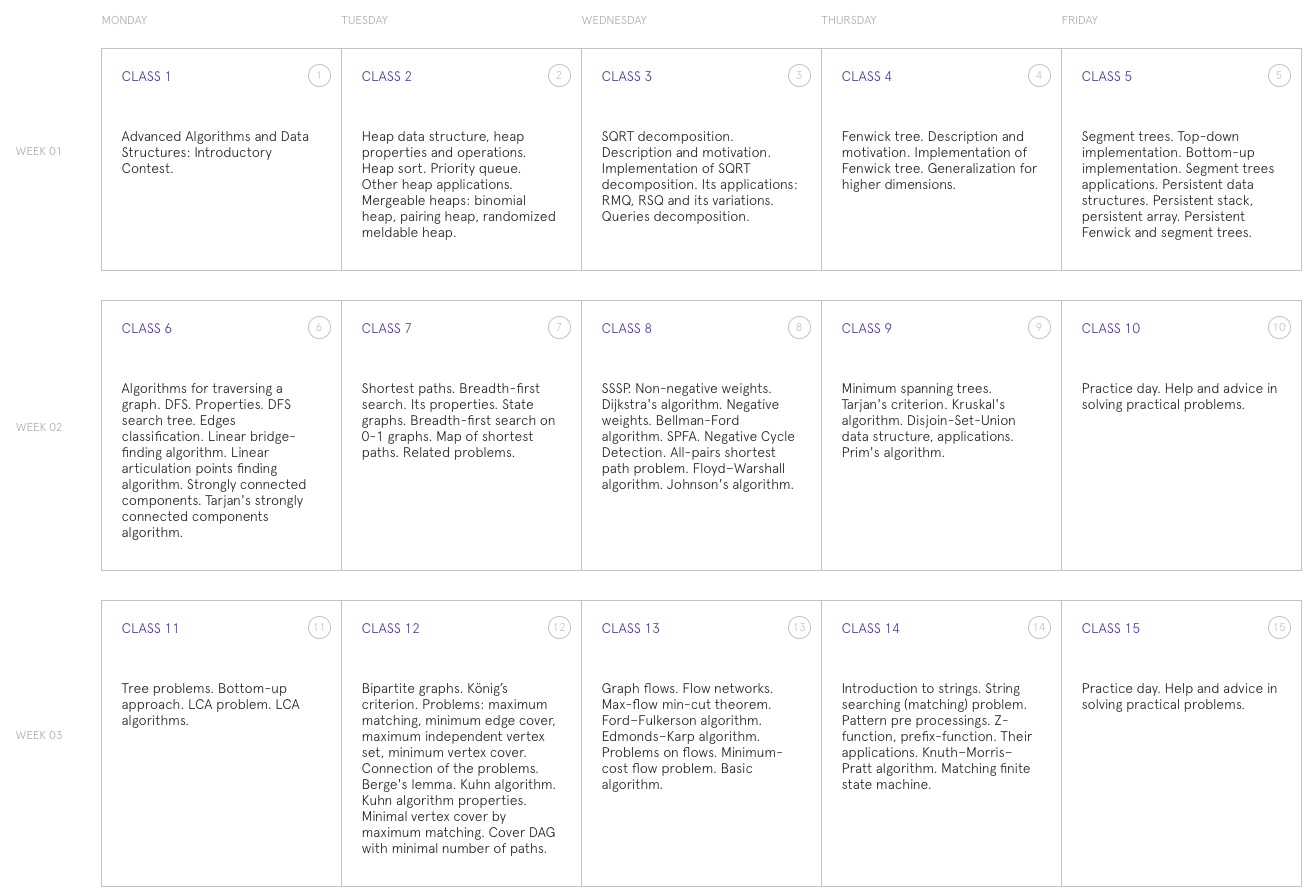 MONDAY
TUESDAY
WEDNESDAY
THURSDAY
FRIDAY
WEEK 01
CLASS 1
1
Advanced Algorithms and Data
Structures: Introductory
Contest.
CLASS 2
2
Heap data structure, heap
properties and operations.
Heap sort. Priority queue.
Other heap applications.
Mergeable heaps: binomial
heap, pairing heap, randomized
meldable heap.
CLASS 3
3
SQRT decomposition.
Description and motivation.
Implementation of SQRT
decomposition. Its applications:
RMQ, RSQ and its variations.
Queries decomposition.
CLASS 4
4
Fenwick tree. Description and
motivation. Implementation of
Fenwick tree. Generalization for
higher dimensions.
CLASS 5
5
Segment trees. Top-down
implementation. Bottom-up
implementation. Segment trees
applications. Persistent data
structures. Persistent stack,
persistent array. Persistent
Fenwick and segment trees.
WEEK 02
CLASS 6
6
Algorithms for traversing a
graph. DFS. Properties. DFS
search tree. Edges
classification. Linear bridge-
finding algorithm. Linear
articulation points finding
algorithm. Strongly connected
components. Tarjan's strongly
connected components
algorithm.
CLASS 7
7
Shortest paths. Breadth-first
search. Its properties. State
graphs. Breadth-first search on
0-1 graphs. Map of shortest
paths. Related problems.
CLASS 8
8
SSSP. Non-negative weights.
Dijkstra's algorithm. Negative
weights. Bellman-Ford
algorithm. SPFA. Negative Cycle
Detection. All-pairs shortest
path problem. Floyd–Warshall
algorithm. Johnson's algorithm.
CLASS 9
9
Minimum spanning trees.
Tarjan's criterion. Kruskal's
algorithm. Disjoin-Set-Union
data structure, applications.
Prim's algorithm.
CLASS 10
10
Practice day. Help and advice in
solving practical problems.
WEEK 03
CLASS 11
11
Tree problems. Bottom-up
approach. LCA problem. LCA
algorithms.
CLASS 12
12
Bipartite graphs. König’s
criterion. Problems: maximum
matching, minimum edge cover,
maximum independent vertex
set, minimum vertex cover.
Connection of the problems.
Berge's lemma. Kuhn algorithm.
Kuhn algorithm properties.
Minimal vertex cover by
maximum matching. Cover DAG
with minimal number of paths.
CLASS 13
13
Graph flows. Flow networks.
Max-flow min-cut theorem.
Ford–Fulkerson algorithm.
Edmonds–Karp algorithm.
Problems on flows. Minimum-
cost flow problem. Basic
algorithm.
CLASS 14
14
Introduction to strings. String
searching (matching) problem.
Pattern pre processings. Z-
function, prefix-function. Their
applications. Knuth–Morris–
Pratt algorithm. Matching finite
state machine.
CLASS 15
15
Practice day. Help and advice in
solving practical problems.